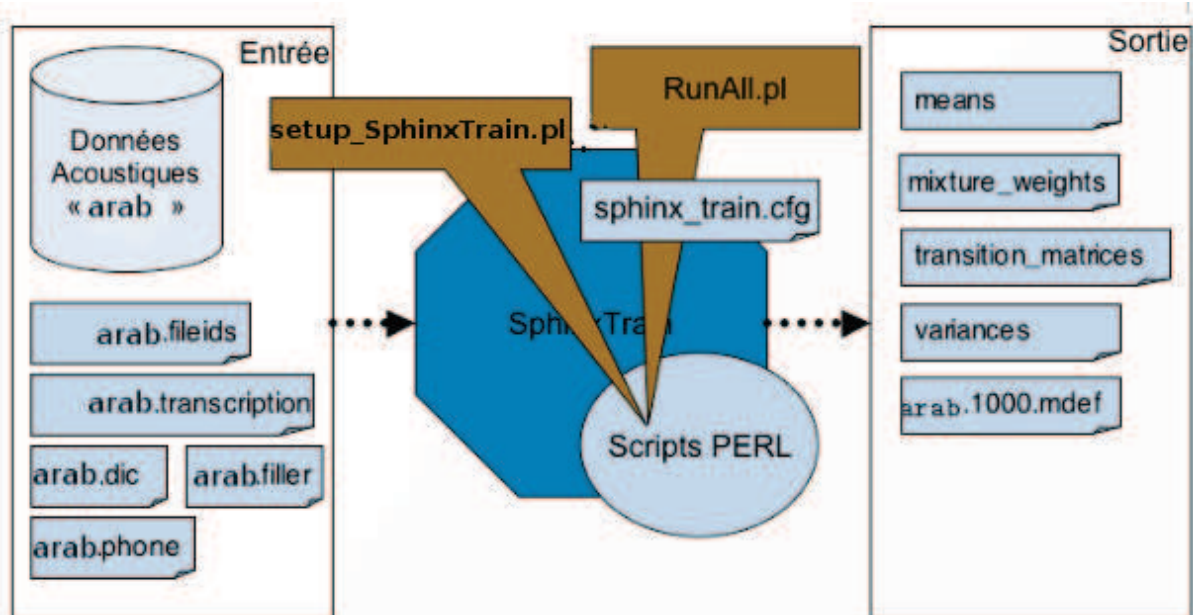 Entrée
Données
Acoustiques
« arab »
arab.fileids
arab.transcription
arab.dic
arab.filler
arab.phone
setup_SphinxTrain.pl
RunAll.pl
sphinx_train.cfg
SphinxTrain
Scripts PERL
Sortie
means
mixture_weights
transition_matrices
variances
arab.1000.mdef